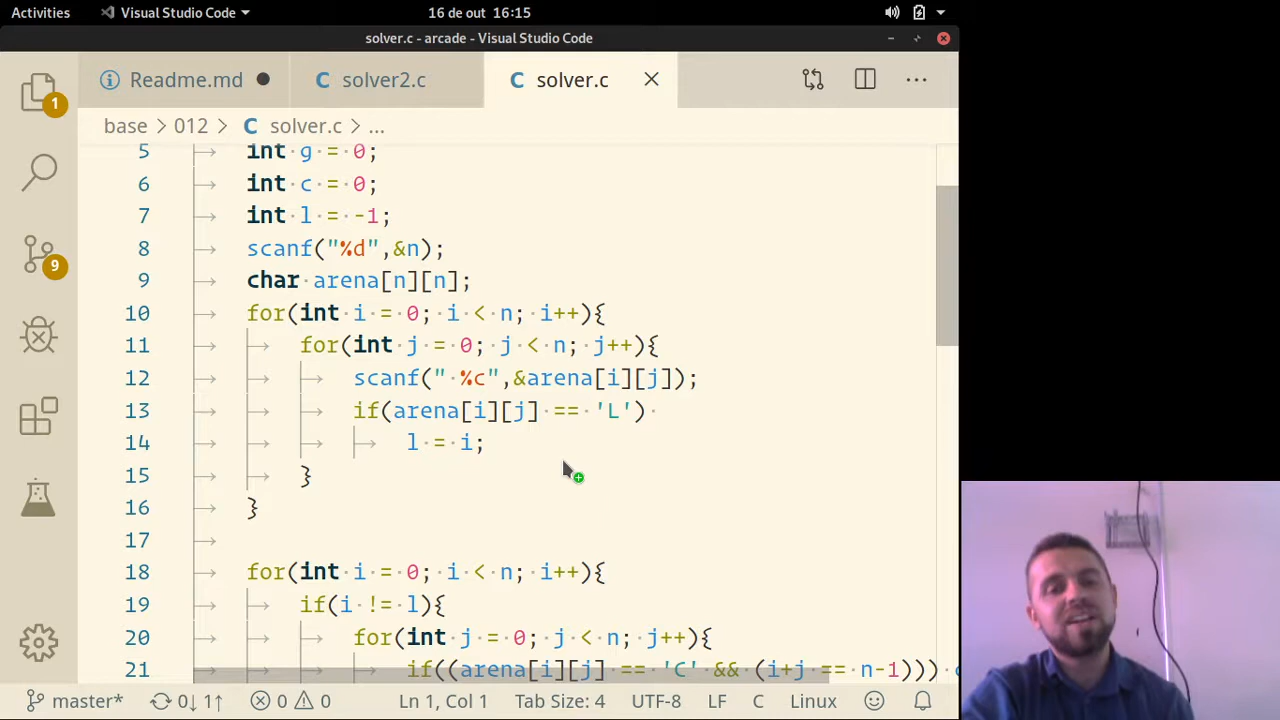 Activities Visual Studio Code 16 de out 16:15
solver.c - arcade - Visual Studio Code
Readme.md solver2.c solver.c
base > 012 > C solver.c > ...
5 int g = 0;
6 int c = 0;
7 int l = -1;
8 scanf("%d",&n);
9 char arena[n][n];
10 for(int i = 0; i < n; i++){
11 for(int j = 0; j < n; j++){
12 scanf(" %c",&arena[i][j]);
13 if(arena[i][j] == 'L')
14 l = i;
15 }
16 }
17
18 for(int i = 0; i < n; i++){
19 if(i != l){
20 for(int j = 0; j < n; j++){
21 if((arena[i][j] == 'C' && (i+j == n-1)))
1
9
master* 0↓ 1↑ 0 0 Ln 1, Col 1 Tab Size: 4 UTF-8 LF C Linux